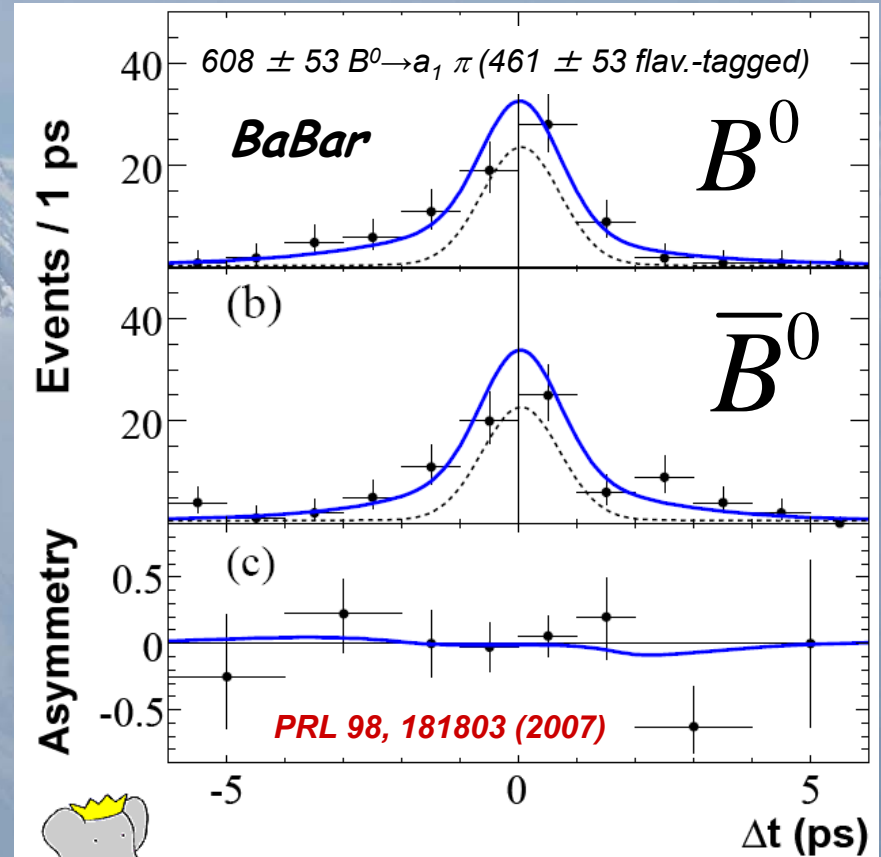 608 ± 53 B⁰→a₁ π (461 ± 53 flav.-tagged)
40
BaBar
B⁰
20
Events / 1 ps
(b)
40
B̅⁰
20
(c)
0.5
0
-0.5
Asymmetry
PRL 98, 181803 (2007)
-5
0
5
Δt (ps)